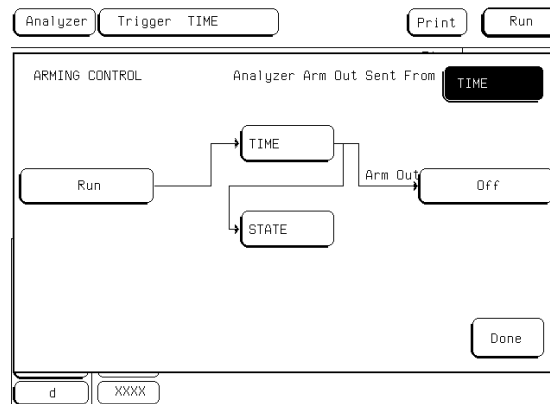 Analyzer Trigger TIME Print Run
ARMING CONTROL Analyzer Arm Out Sent From TIME
TIME
Run Arm Out Off
STATE
Done
d XXXX